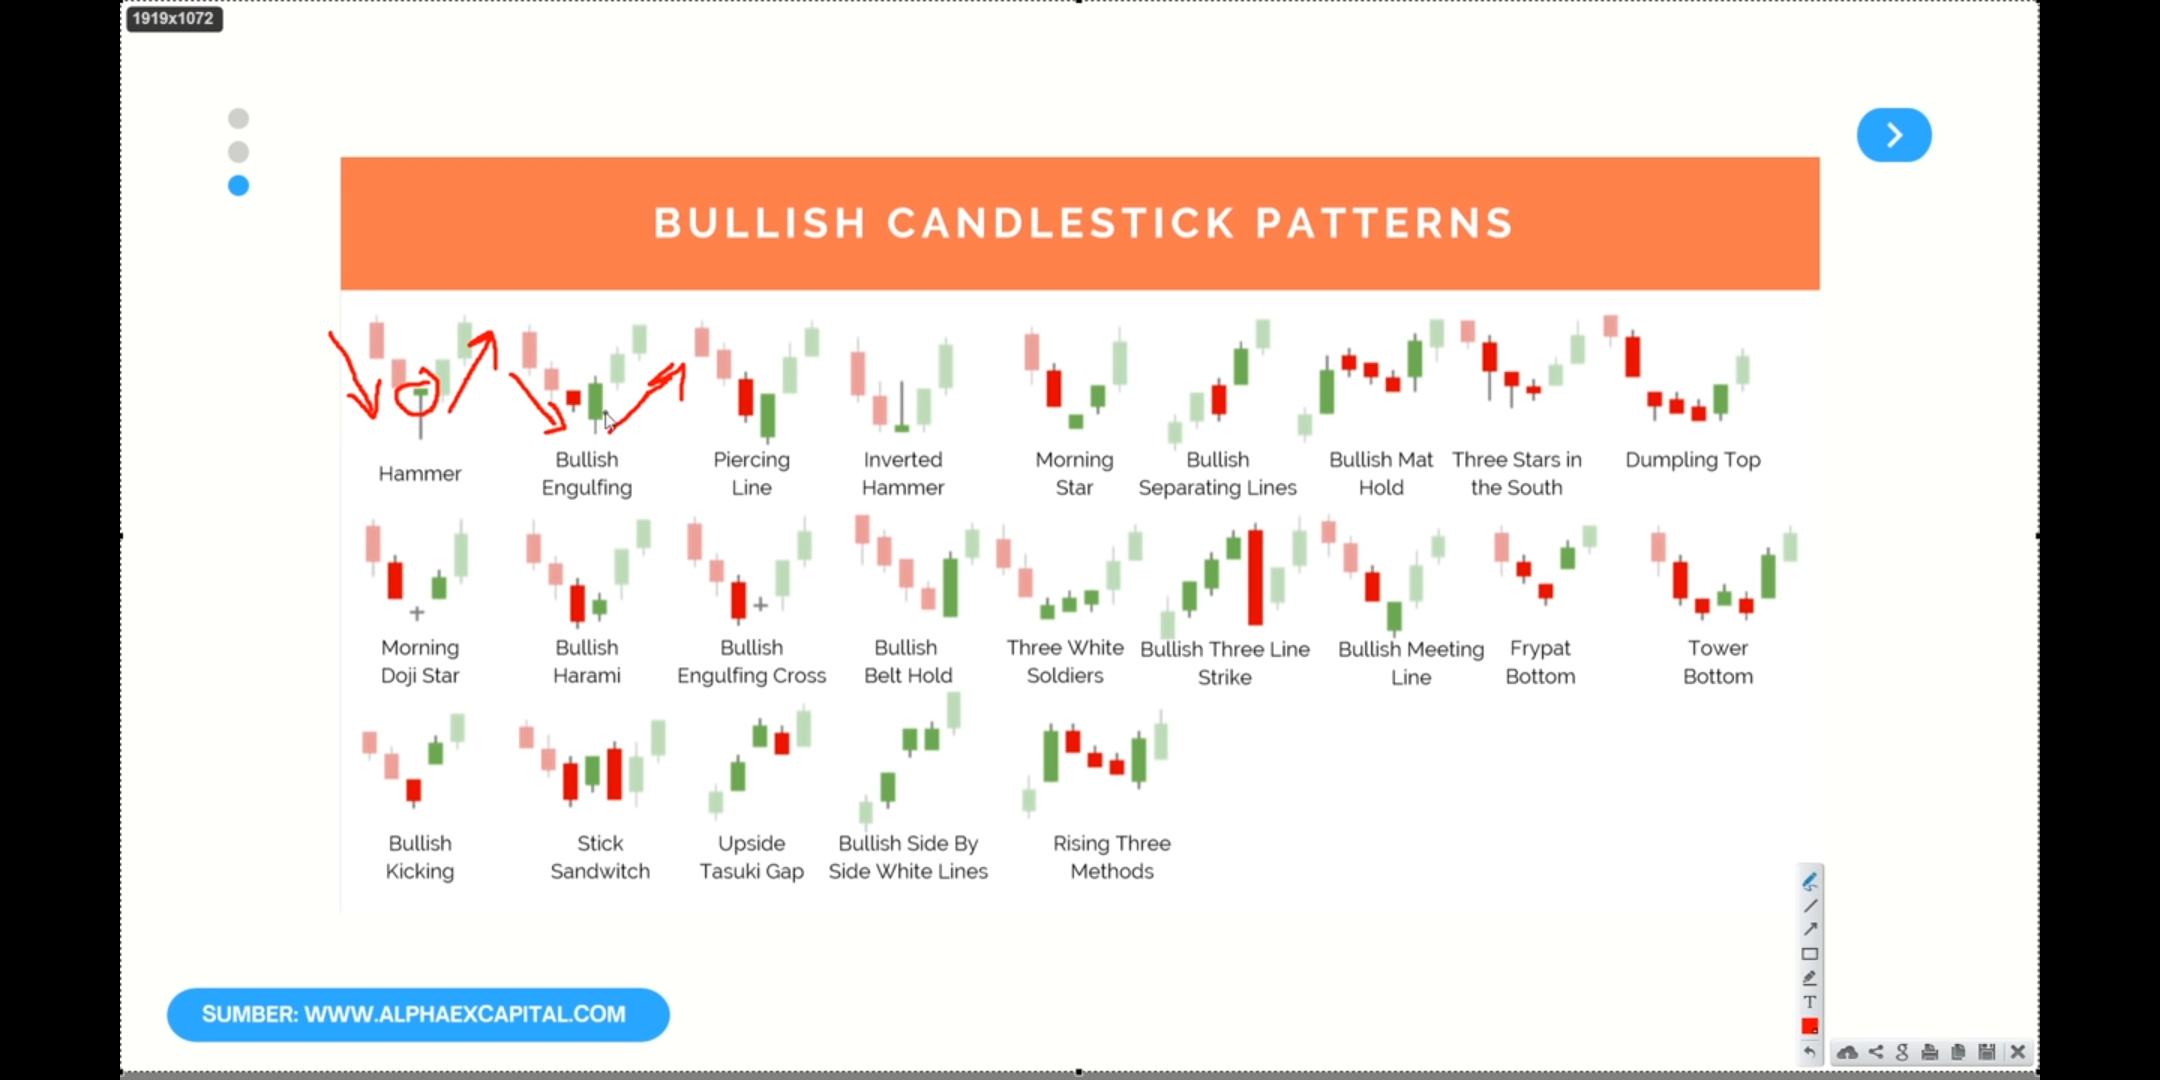 1919x1072
BULLISH CANDLESTICK PATTERNS
Hammer
Bullish
Engulfing
Piercing
Line
Inverted
Hammer
Morning
Star
Bullish
Separating Lines
Bullish Mat
Hold
Three Stars in
the South
Dumpling Top
Morning
Doji Star
Bullish
Harami
Bullish
Engulfing Cross
Bullish
Belt Hold
Three White
Soldiers
Bullish Three Line
Strike
Bullish Meeting
Line
Frypat
Bottom
Tower
Bottom
Bullish
Kicking
Stick
Sandwitch
Upside
Tasuki Gap
Bullish Side By
Side White Lines
Rising Three
Methods
SUMBER: WWW.ALPHAEXCAPITAL.COM
T
g